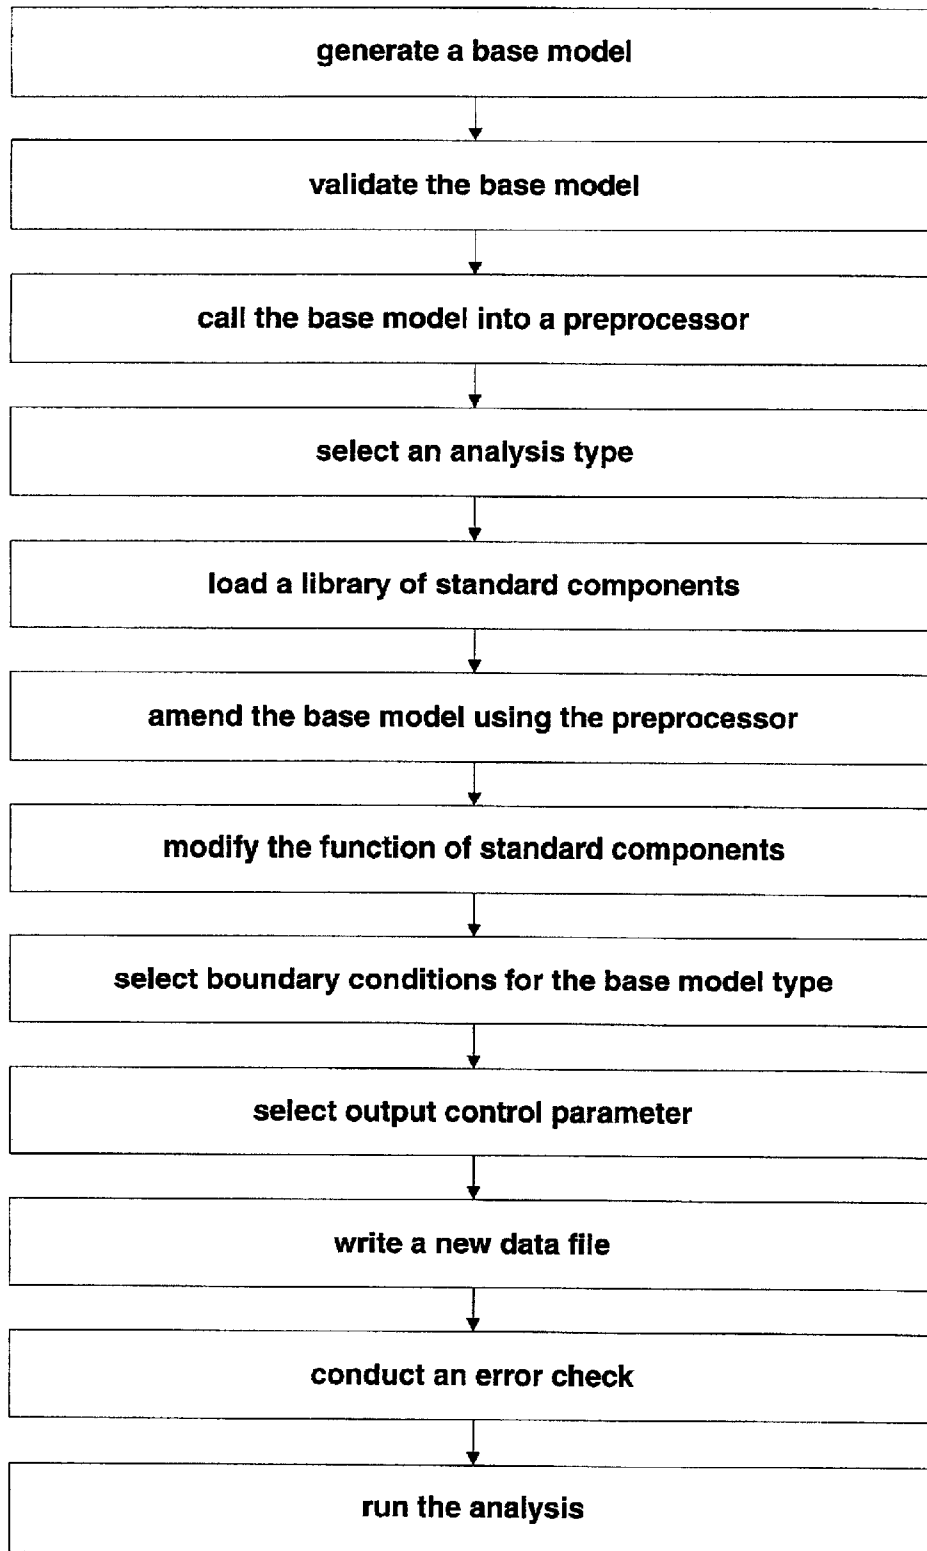 generate a base model
validate the base model
call the base model into a preprocessor
select an analysis type
load a library of standard components
amend the base model using the preprocessor
modify the function of standard components
select boundary conditions for the base model type
select output control parameter
write a new data file
conduct an error check
run the analysis